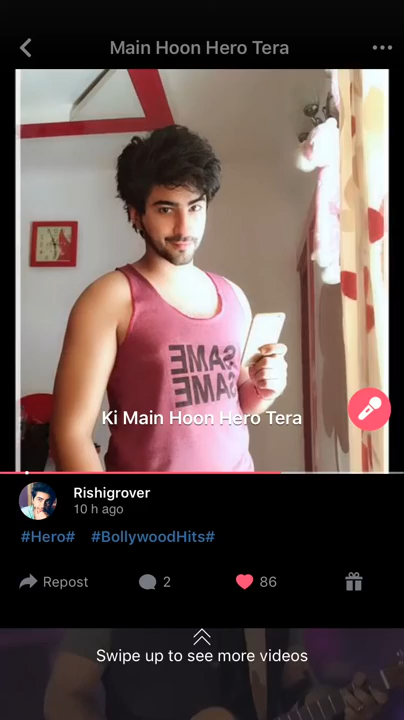 Main Hoon Hero Tera
SAME
SAME
Ki Main Hoon Hero Tera
Rishigrover
10 h ago
#Hero# #BollywoodHits#
Repost 2 86
Swipe up to see more videos